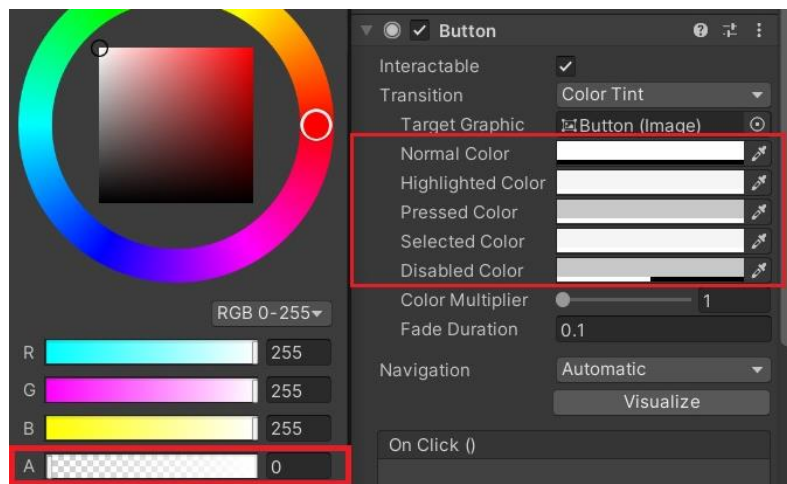 RGB 0-255
R 255
G 255
B 255
A 0
Button
Interactable
Transition Color Tint
Target Graphic Button (Image)
Normal Color
Highlighted Color
Pressed Color
Selected Color
Disabled Color
Color Multiplier 1
Fade Duration 0.1
Navigation Automatic
Visualize
On Click ()